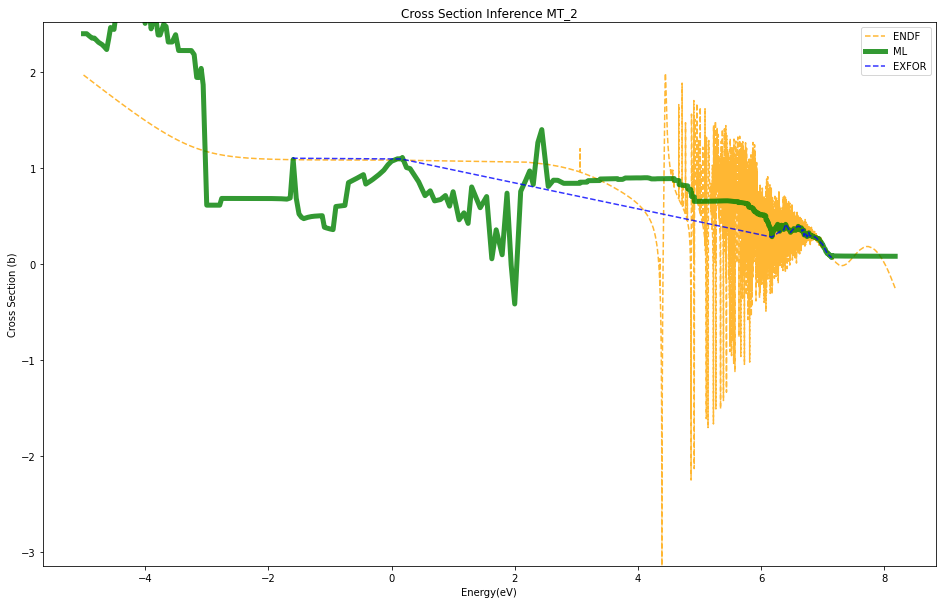 Cross Section Inference MT_2
ENDF
ML
EXFOR
Cross Section (b)
2
1
0
−1
−2
−3
−4
−2
0
2
4
6
8
Energy(eV)